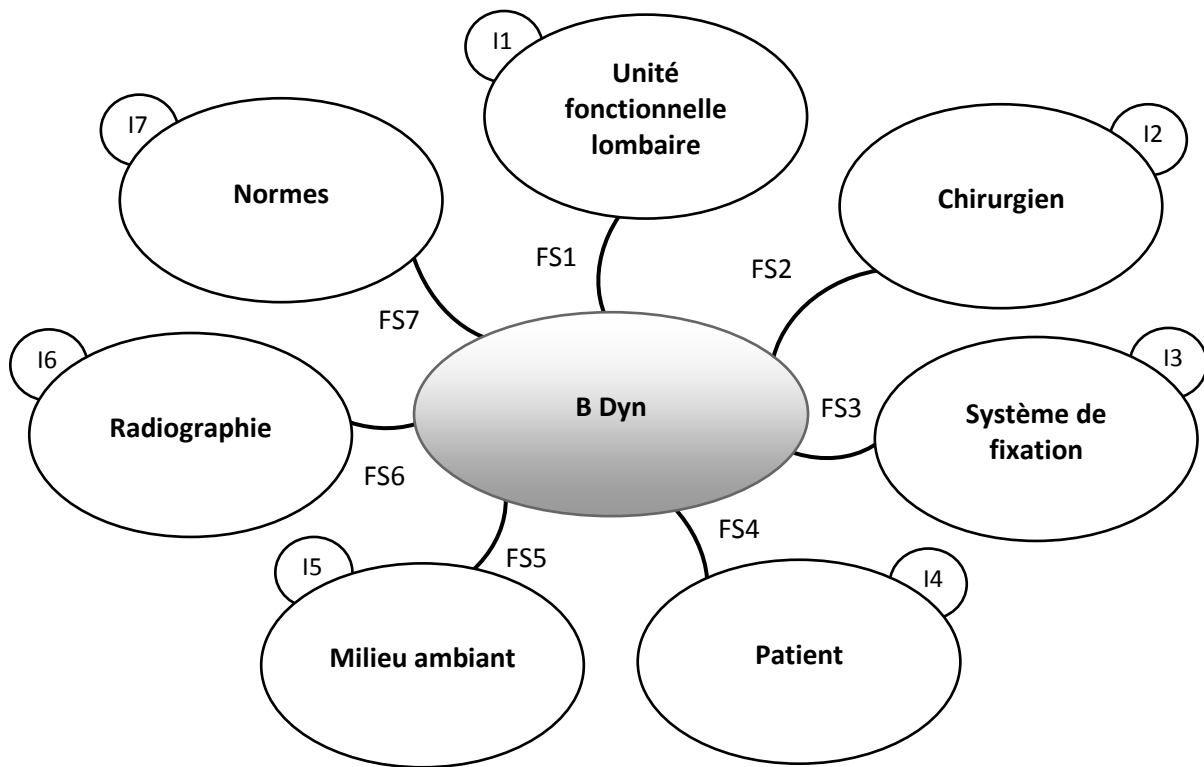 I1
Unité
fonctionnelle
lombaire
I7
Normes
I2
Chirurgien
FS1
FS2
FS7
I6
Radiographie
B Dyn
I3
Système de
fixation
FS3
FS6
FS4
FS5
I5
Milieu ambiant
I4
Patient